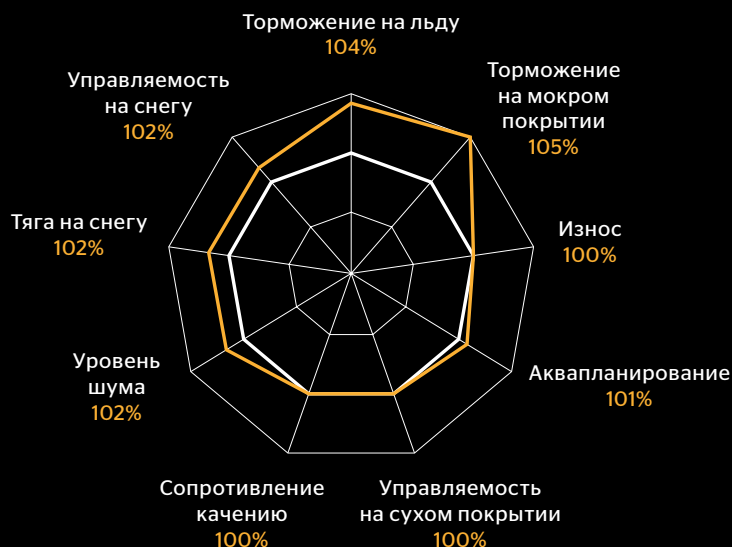 Торможение на льду
104%
Торможение
на мокром
покрытии
105%
Износ
100%
Аквапланирование
101%
Управляемость
на сухом покрытии
100%
Сопротивление
качению
100%
Уровень
шума
102%
Тяга на снегу
102%
Управляемость
на снегу
102%